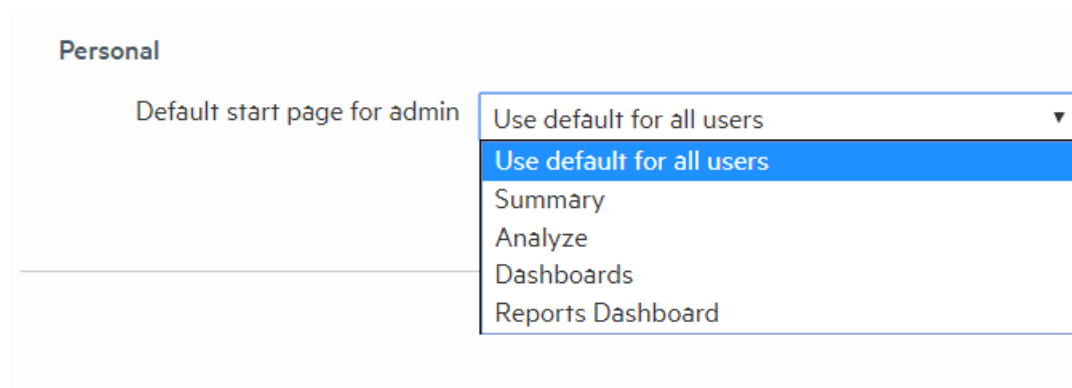 Personal
Default start page for admin
Use default for all users
Use default for all users
Summary
Analyze
Dashboards
Reports Dashboard